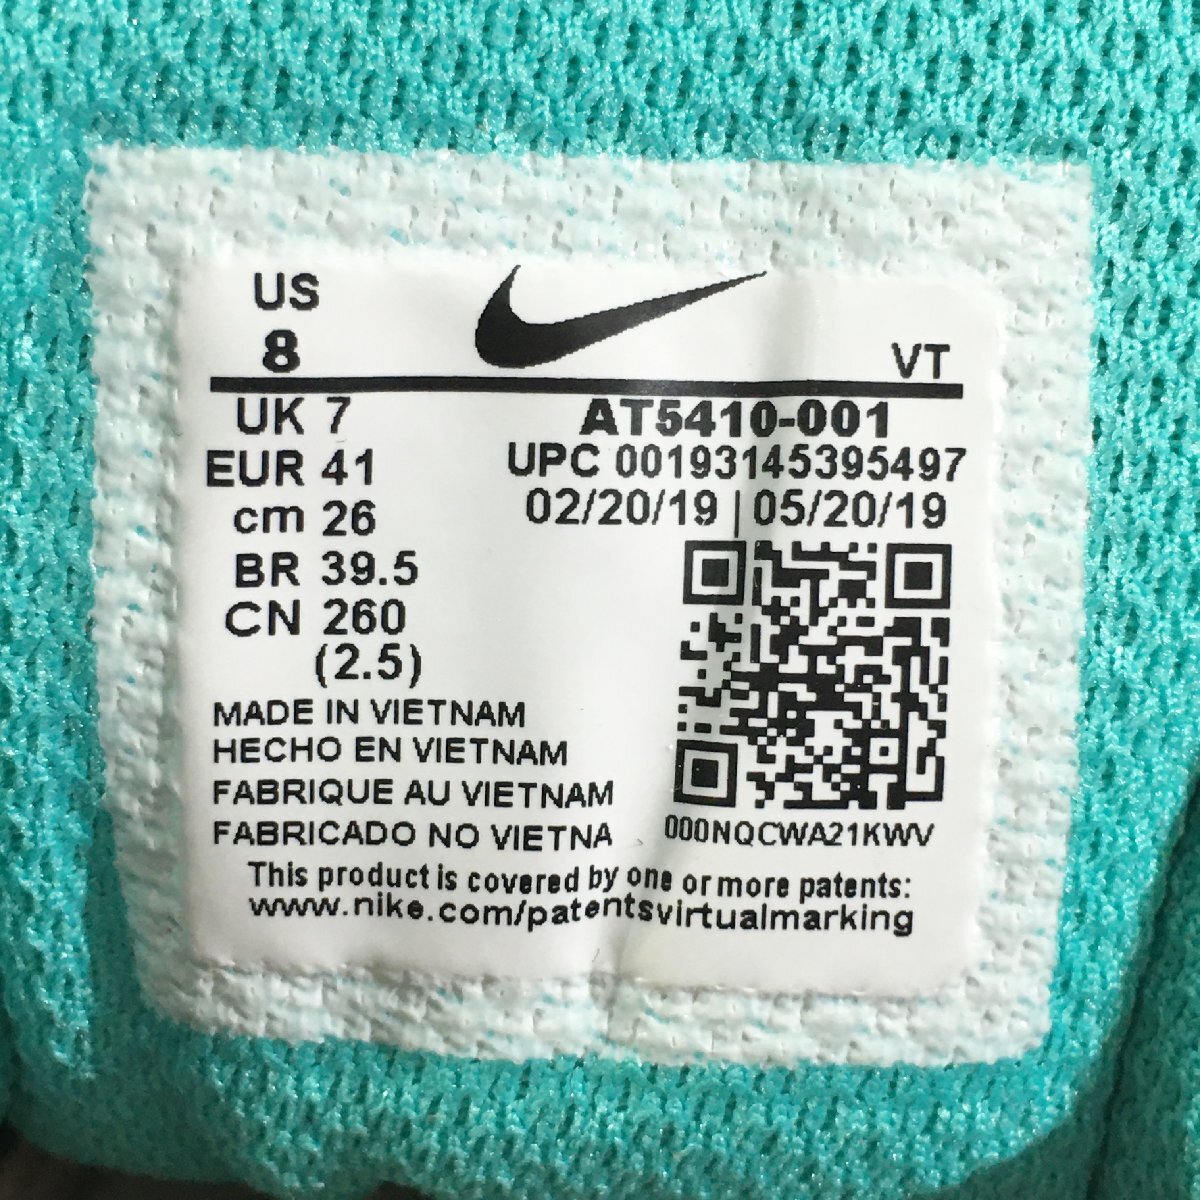 US
8
VT
UK 7
EUR 41
cm 26
BR 39.5
CN 260
(2.5)
AT5410-001
UPC 00193145395497
02/20/19 | 05/20/19
MADE IN VIETNAM
HECHO EN VIETNAM
FABRIQUE AU VIETNAM
FABRICADO NO VIETNA
000NQCWA21KWV
This product is covered by one or more patents:
www.nike.com/patentsvirtualmarking